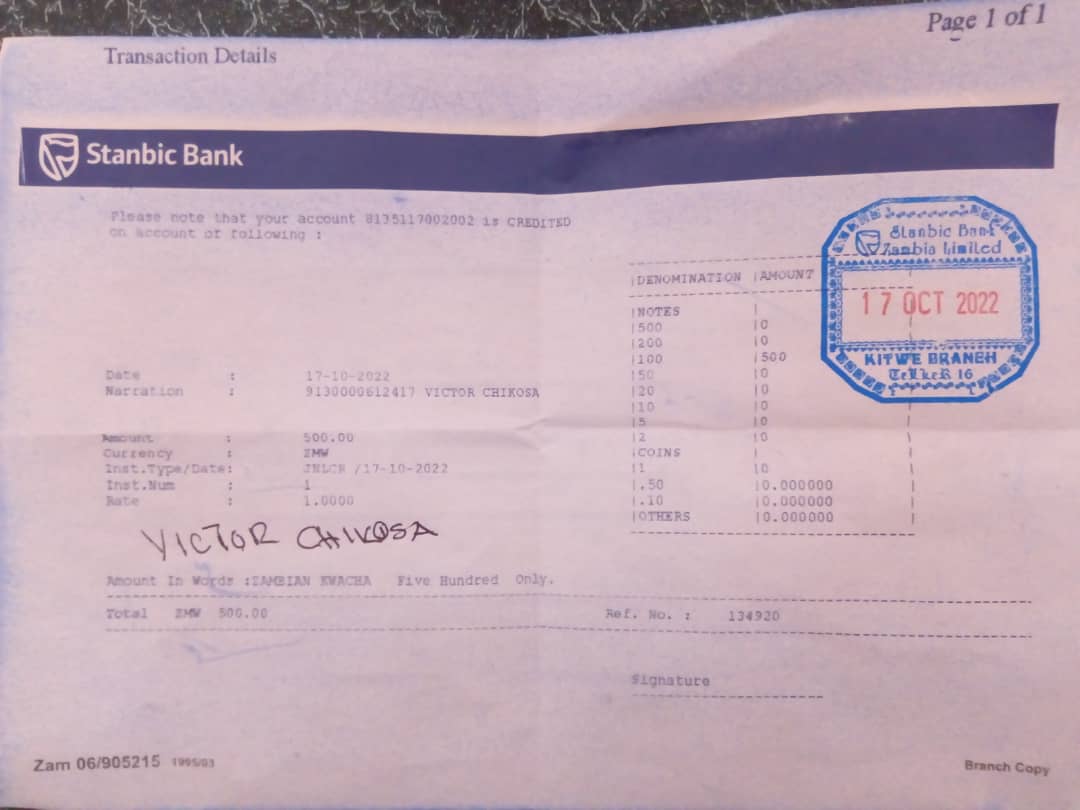 Page 1 of 1
Transaction Details
Stanbic Bank
Please note that your account 8135117002002 is CREDITED
on account of following :
Stanbic Bank
Zambia Limited
17 OCT 2022
KITWE BRANCH
TeLLeR 16
|DENOMINATION |AMOUNT
|NOTES |
|500 |0
|200 |0
|100 |500
|50 |0
|20 |0
|10 |0
|5 |0
|2 |0
|COINS |
|1 |0
|.50 |0.000000
|.10 |0.000000
|OTHERS |0.000000
Date : 17-10-2022
Narration : 9130000612417 VICTOR CHIKOSA
Amount : 500.00
Currency : ZMW
Inst.Type/Date: JNLCR /17-10-2022
Inst.Num : 1
Rate : 1.0000
VICTOR CHIKOSA
Amount In Words :ZAMBIAN KWACHA Five Hundred Only.
Total ZMW 500.00 Ref. No. : 134920
Signature
Zam 06/905215 1995/03
Branch Copy